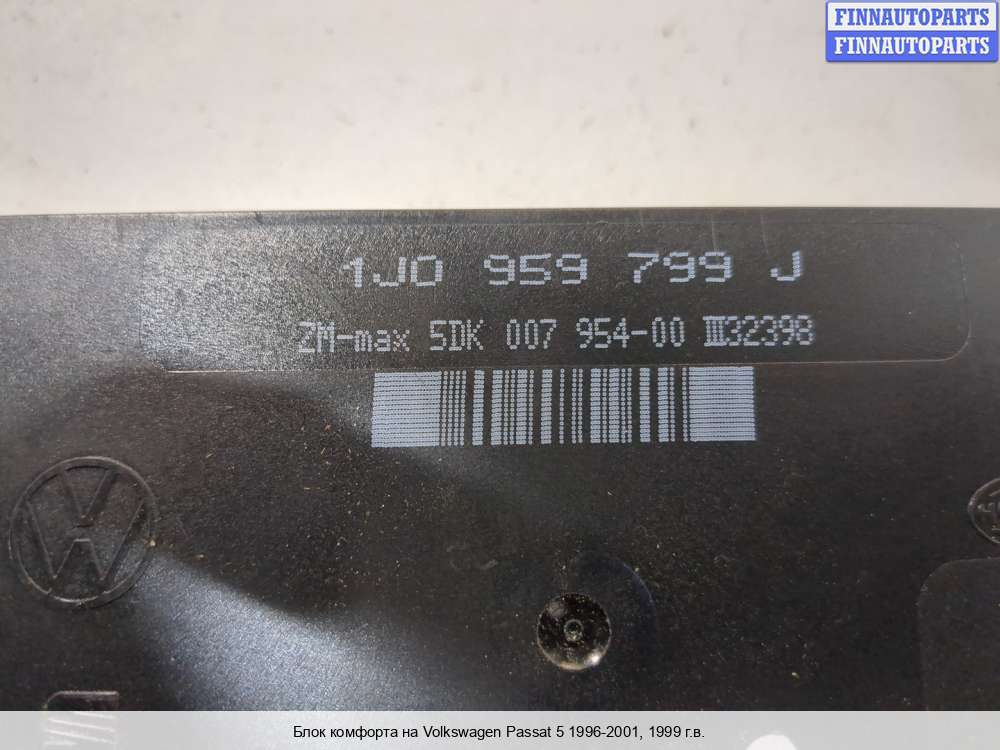 FINNAUTOPARTS
FINNAUTOPARTS
1J0 959 799 J
ZM-max 5DK 007 954-00 III32398
Блок комфорта на Volkswagen Passat 5 1996-2001, 1999 г.в.